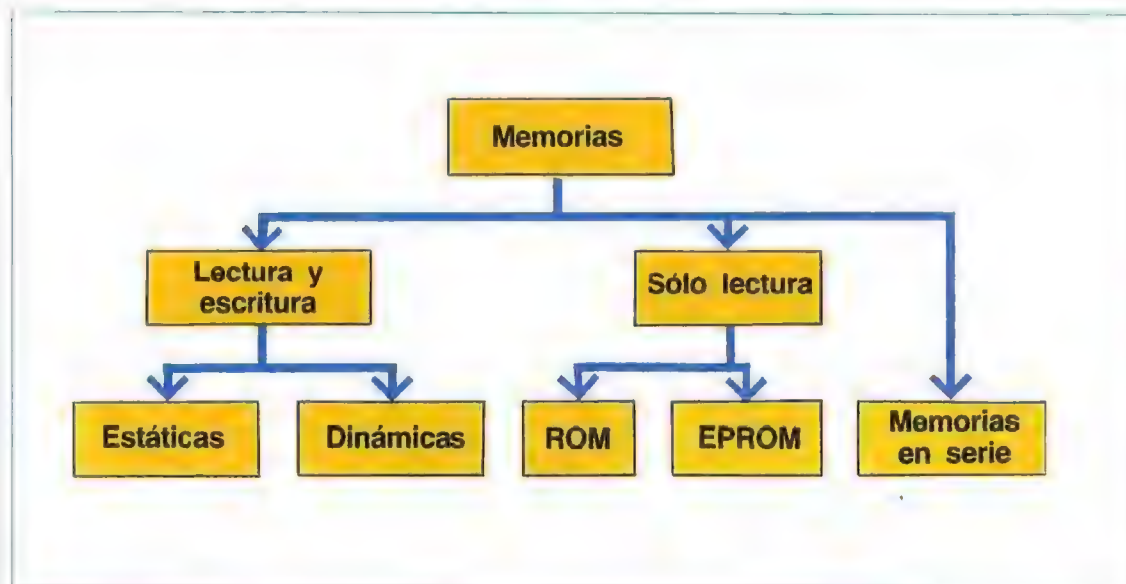 Memorias
Lectura y
escritura
Sólo lectura
Estáticas
Dinámicas
ROM
EPROM
Memorias
en serie